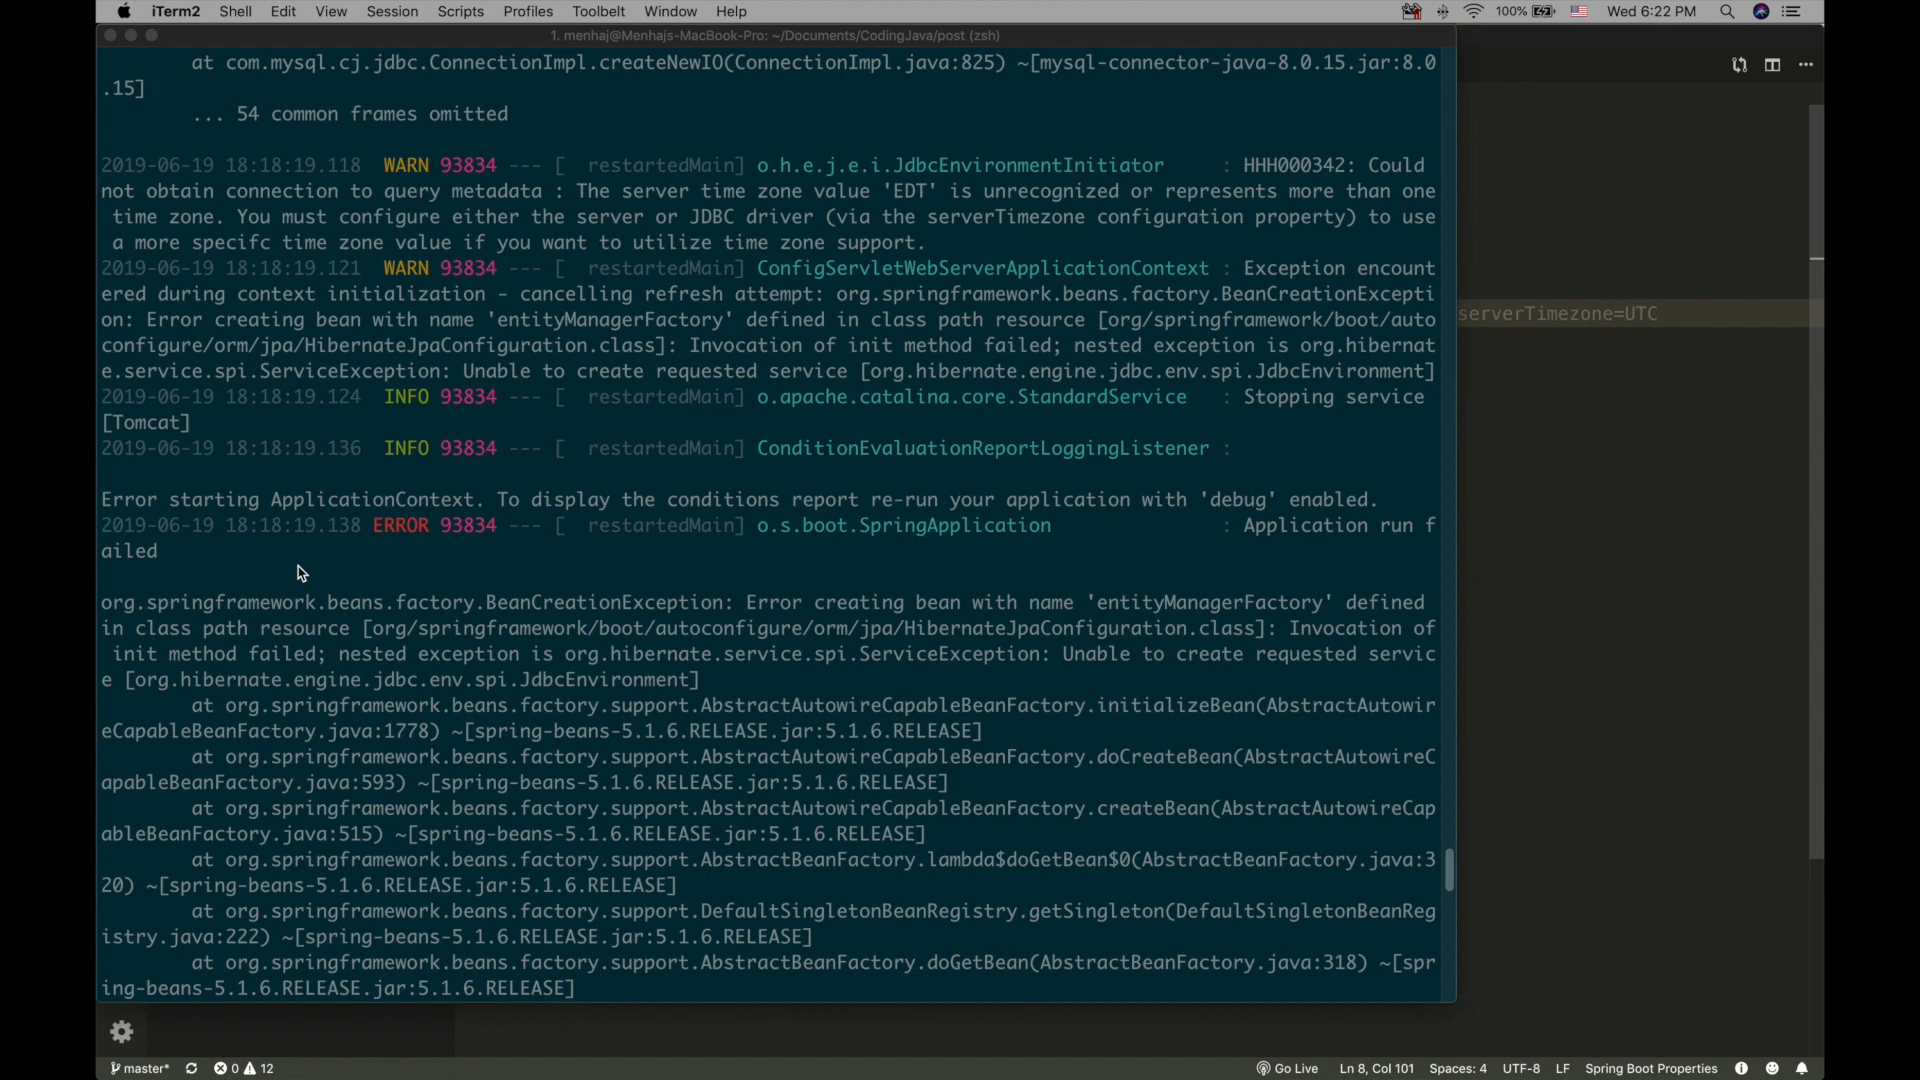 iTerm2 Shell Edit View Session Scripts Profiles Toolbelt Window Help 100% Wed 6:22 PM
1. menhaj@Menhajs-MacBook-Pro: ~/Documents/CodingJava/post (zsh)
at com.mysql.cj.jdbc.ConnectionImpl.createNewIO(ConnectionImpl.java:825) ~[mysql-connector-java-8.0.15.jar:8.0
.15]
... 54 common frames omitted
2019-06-19 18:18:19.118 WARN 93834 --- [ restartedMain] o.h.e.j.e.i.JdbcEnvironmentInitiator : HHH000342: Could
not obtain connection to query metadata : The server time zone value 'EDT' is unrecognized or represents more than one
time zone. You must configure either the server or JDBC driver (via the serverTimezone configuration property) to use
a more specifc time zone value if you want to utilize time zone support.
2019-06-19 18:18:19.121 WARN 93834 --- [ restartedMain] ConfigServletWebServerApplicationContext : Exception encount
ered during context initialization - cancelling refresh attempt: org.springframework.beans.factory.BeanCreationExcepti
on: Error creating bean with name 'entityManagerFactory' defined in class path resource [org/springframework/boot/auto
serverTimezone=UTC
configure/orm/jpa/HibernateJpaConfiguration.class]: Invocation of init method failed; nested exception is org.hibernat
e.service.spi.ServiceException: Unable to create requested service [org.hibernate.engine.jdbc.env.spi.JdbcEnvironment]
2019-06-19 18:18:19.124 INFO 93834 --- [ restartedMain] o.apache.catalina.core.StandardService : Stopping service
[Tomcat]
2019-06-19 18:18:19.136 INFO 93834 --- [ restartedMain] ConditionEvaluationReportLoggingListener :
Error starting ApplicationContext. To display the conditions report re-run your application with 'debug' enabled.
2019-06-19 18:18:19.138 ERROR 93834 --- [ restartedMain] o.s.boot.SpringApplication : Application run f
ailed
org.springframework.beans.factory.BeanCreationException: Error creating bean with name 'entityManagerFactory' defined
in class path resource [org/springframework/boot/autoconfigure/orm/jpa/HibernateJpaConfiguration.class]: Invocation of
init method failed; nested exception is org.hibernate.service.spi.ServiceException: Unable to create requested servic
e [org.hibernate.engine.jdbc.env.spi.JdbcEnvironment]
at org.springframework.beans.factory.support.AbstractAutowireCapableBeanFactory.initializeBean(AbstractAutowir
eCapableBeanFactory.java:1778) ~[spring-beans-5.1.6.RELEASE.jar:5.1.6.RELEASE]
at org.springframework.beans.factory.support.AbstractAutowireCapableBeanFactory.doCreateBean(AbstractAutowireC
apableBeanFactory.java:593) ~[spring-beans-5.1.6.RELEASE.jar:5.1.6.RELEASE]
at org.springframework.beans.factory.support.AbstractAutowireCapableBeanFactory.createBean(AbstractAutowireCap
ableBeanFactory.java:515) ~[spring-beans-5.1.6.RELEASE.jar:5.1.6.RELEASE]
at org.springframework.beans.factory.support.AbstractBeanFactory.lambda$doGetBean$0(AbstractBeanFactory.java:3
20) ~[spring-beans-5.1.6.RELEASE.jar:5.1.6.RELEASE]
at org.springframework.beans.factory.support.DefaultSingletonBeanRegistry.getSingleton(DefaultSingletonBeanReg
istry.java:222) ~[spring-beans-5.1.6.RELEASE.jar:5.1.6.RELEASE]
at org.springframework.beans.factory.support.AbstractBeanFactory.doGetBean(AbstractBeanFactory.java:318) ~[spr
ing-beans-5.1.6.RELEASE.jar:5.1.6.RELEASE]
master* 0 12 Go Live Ln 8, Col 101 Spaces: 4 UTF-8 LF Spring Boot Properties